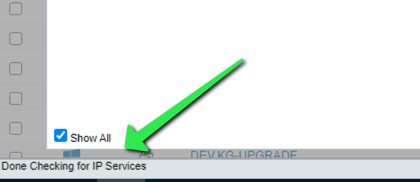 Show All
DEV.KG-UPGRADE
Done Checking for IP Services